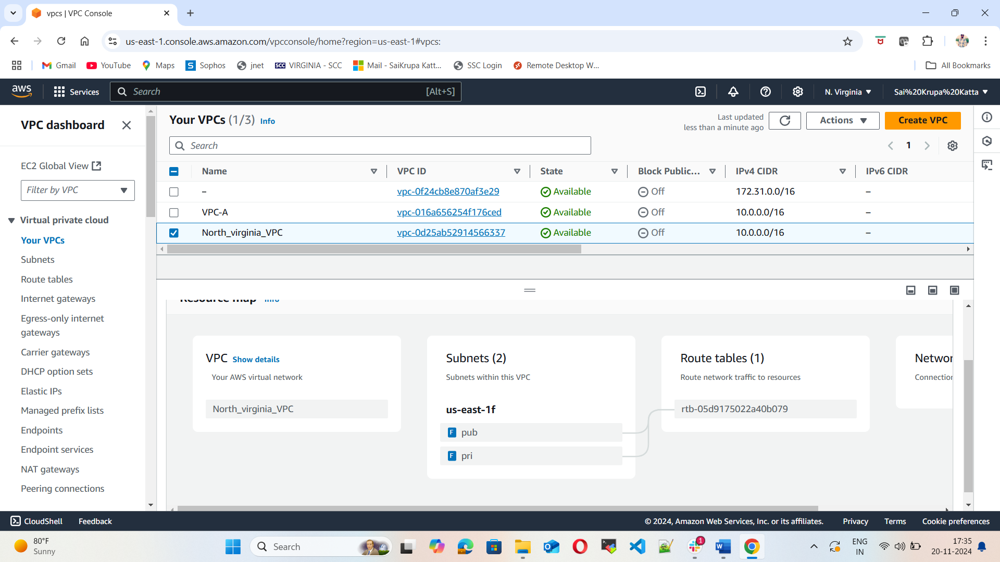 vpcs | VPC Console
us-east-1.console.aws.amazon.com/vpcconsole/home?region=us-east-1#vpcs:
Gmail YouTube Maps Sophos jnet SCC VIRGINIA - SCC Mail - SaiKrupa Katt... SSC Login Remote Desktop W... All Bookmarks
aws Services Search [Alt+S] N. Virginia Sai%20Krupa%20Katta
VPC dashboard
EC2 Global View
Filter by VPC
Virtual private cloud
Your VPCs
Subnets
Route tables
Internet gateways
Egress-only internet
gateways
Carrier gateways
DHCP option sets
Elastic IPs
Managed prefix lists
Endpoints
Endpoint services
NAT gateways
Peering connections
Your VPCs (1/3) Info
Last updated
less than a minute ago
Actions
Create VPC
Search
1
Name VPC ID State Block Public... IPv4 CIDR IPv6 CIDR
– vpc-0f24cb8e870af3e29 Available Off 172.31.0.0/16 –
VPC-A vpc-016a656254f176ced Available Off 10.0.0.0/16 –
North_virginia_VPC vpc-0d25ab52914566337 Available Off 10.0.0.0/16 –
Resource map Info
VPC Show details
Your AWS virtual network
North_virginia_VPC
Subnets (2)
Subnets within this VPC
us-east-1f
F pub
F pri
Route tables (1)
Route network traffic to resources
rtb-05d9175022a40b079
Networ
Connection
CloudShell Feedback © 2024, Amazon Web Services, Inc. or its affiliates. Privacy Terms Cookie preferences
80°F
Sunny
Search
1
ENG
IN
17:35
20-11-2024